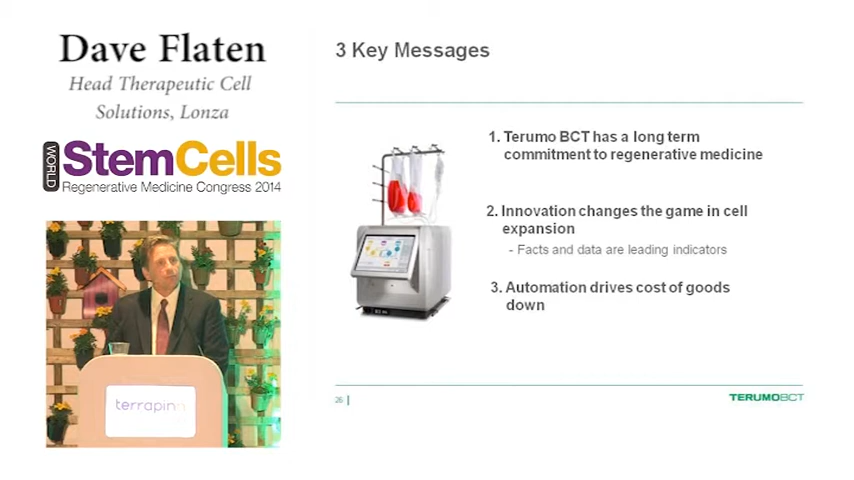 Dave Flaten
Head Therapeutic Cell
Solutions, Lonza
WORLD
StemCells
Regenerative Medicine Congress 2014
terrapinn
3 Key Messages
1. Terumo BCT has a long term
commitment to regenerative medicine
2. Innovation changes the game in cell
expansion
- Facts and data are leading indicators
3. Automation drives cost of goods
down
26 |
TERUMOBCT